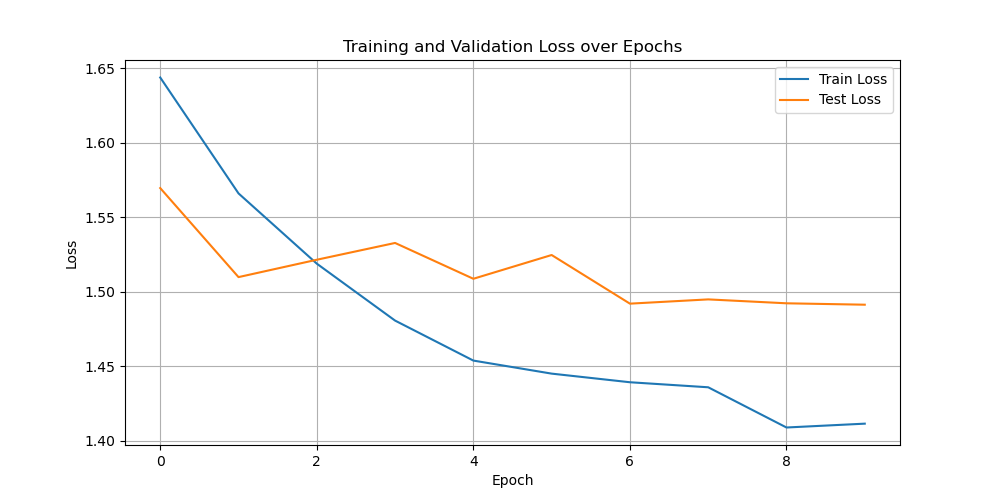 Training and Validation Loss over Epochs
Train Loss
Test Loss
Loss
1.65
1.60
1.55
1.50
1.45
1.40
0 2 4 6 8
Epoch